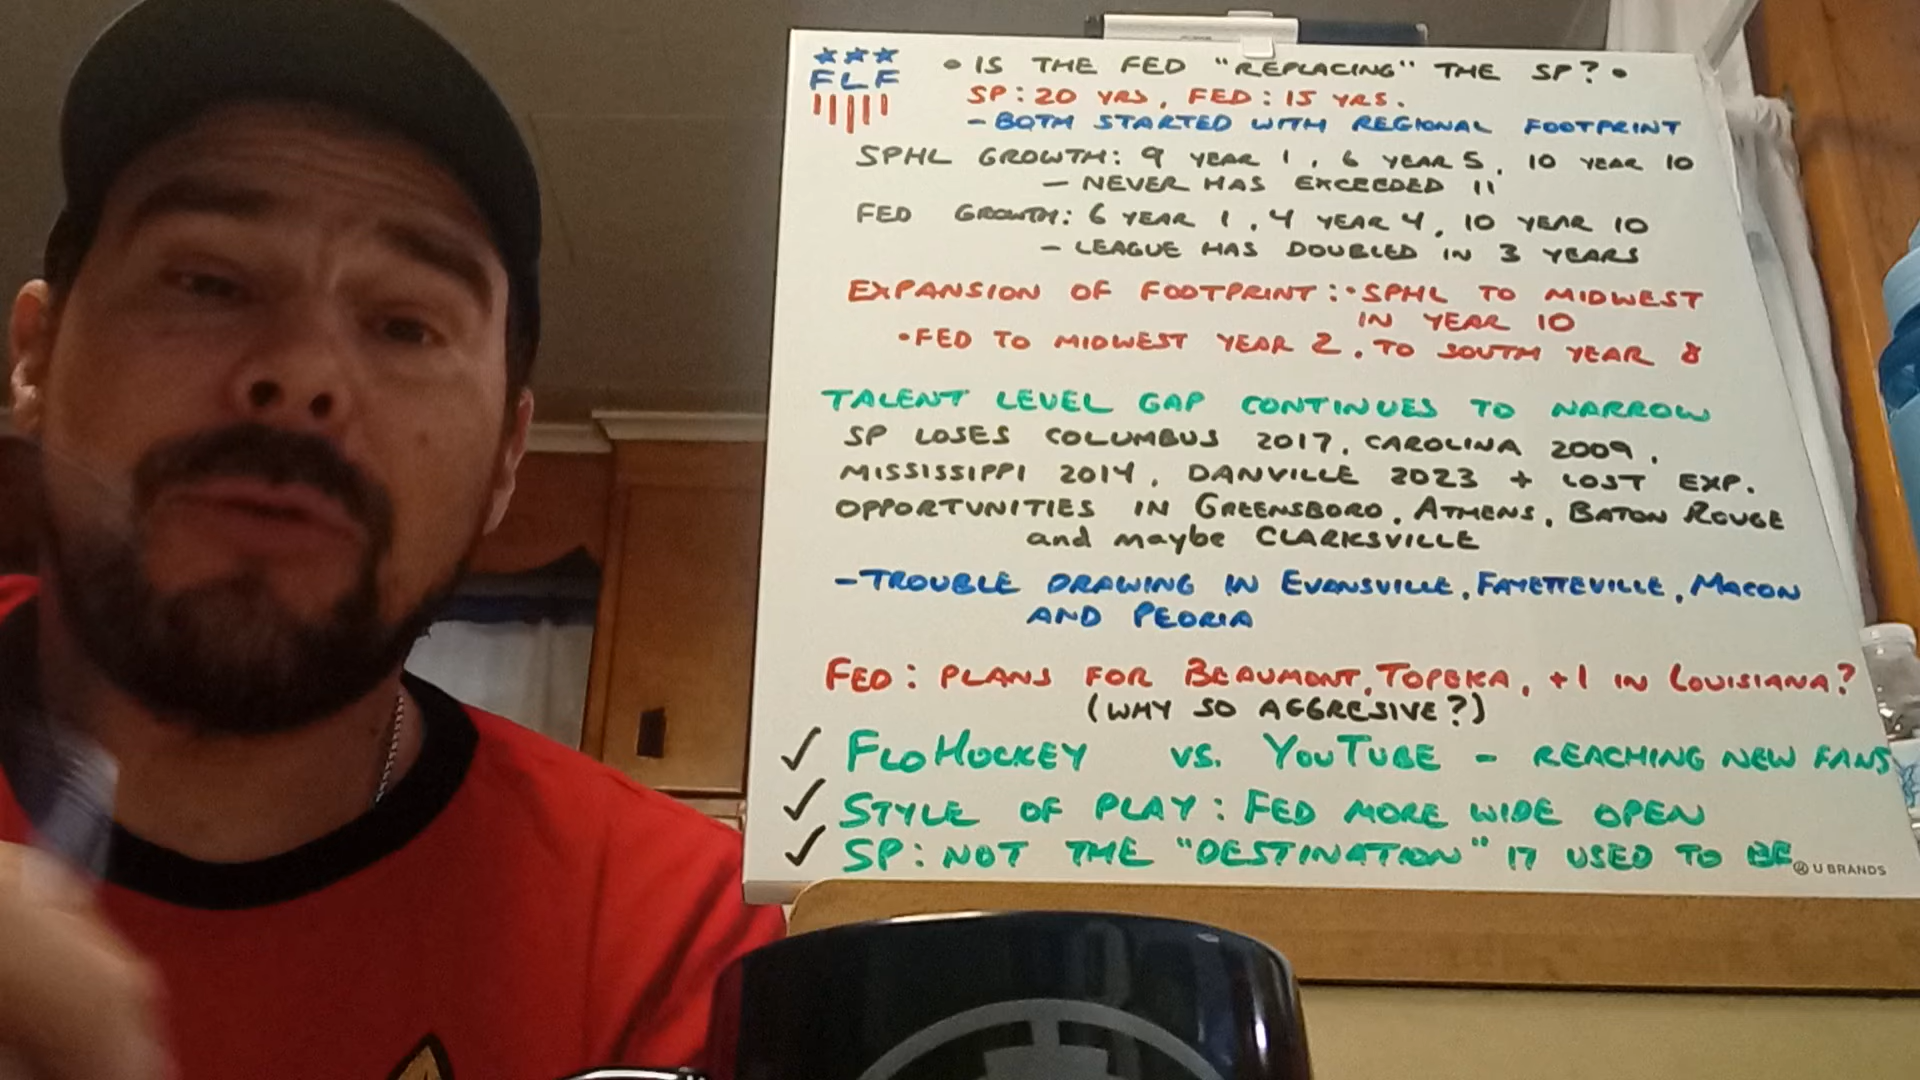 FLF
• IS THE FED "REPLACING" THE SP? •
SP: 20 YRS, FED: 15 YRS.
- BOTH STARTED WITH REGIONAL FOOTPRINT
SPHL GROWTH: 9 YEAR 1, 6 YEAR 5, 10 YEAR 10
- NEVER HAS EXCEEDED 11
FED GROWTH: 6 YEAR 1, 4 YEAR 4, 10 YEAR 10
- LEAGUE HAS DOUBLED IN 3 YEARS
EXPANSION OF FOOTPRINT: • SPHL TO MIDWEST
IN YEAR 10
• FED TO MIDWEST YEAR 2, TO SOUTH YEAR 8
TALENT LEVEL GAP CONTINUES TO NARROW
SP LOSES COLUMBUS 2017, CAROLINA 2009,
MISSISSIPPI 2014, DANVILLE 2023 + LOST EXP.
OPPORTUNITIES IN GREENSBORO, ATHENS, BATON ROUGE
and maybe CLARKSVILLE
- TROUBLE DRAWING IN EVANSVILLE, FAYETTEVILLE, MACON
AND PEORIA
FED: PLANS FOR BEAUMONT, TOPEKA, +1 IN LOUISIANA?
(WHY SO AGGRESIVE?)
✓ FLOHOCKEY VS. YOUTUBE - REACHING NEW FANS
✓ STYLE OF PLAY: FED MORE WIDE OPEN
✓ SP: NOT THE "DESTINATION" IT USED TO BE
U BRANDS